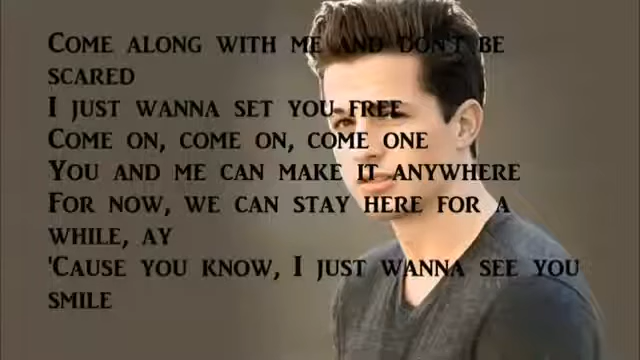 Come along with me and don't be
scared
I just wanna set you free
Come on, come on, come one
You and me can make it anywhere
For now, we can stay here for a
while, ay
'Cause you know, I just wanna see you
smile